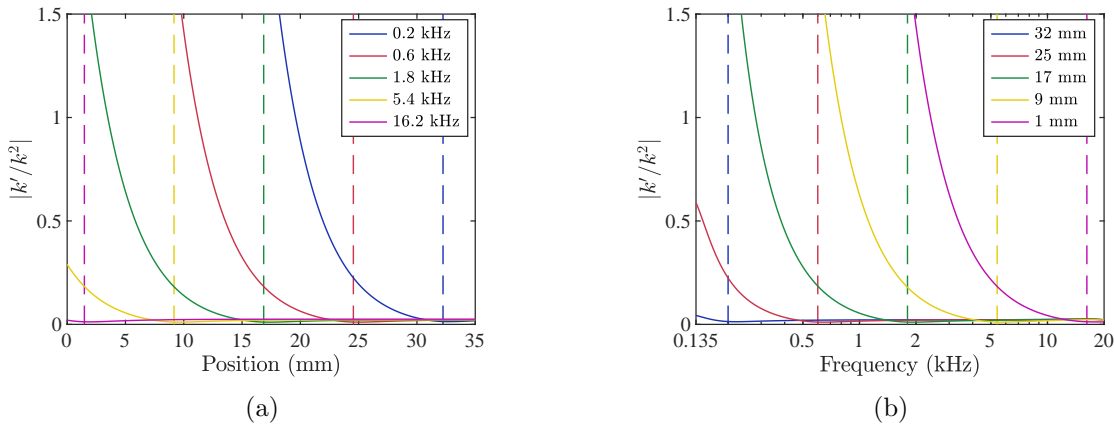 1.5
1
0.5
0
|k′/k²|
0 5 10 15 20 25 30 35
Position (mm)
0.2 kHz
0.6 kHz
1.8 kHz
5.4 kHz
16.2 kHz
(a)
1.5
1
0.5
0
|k′/k²|
0.135 0.5 1 2 5 10 20
Frequency (kHz)
32 mm
25 mm
17 mm
9 mm
1 mm
(b)